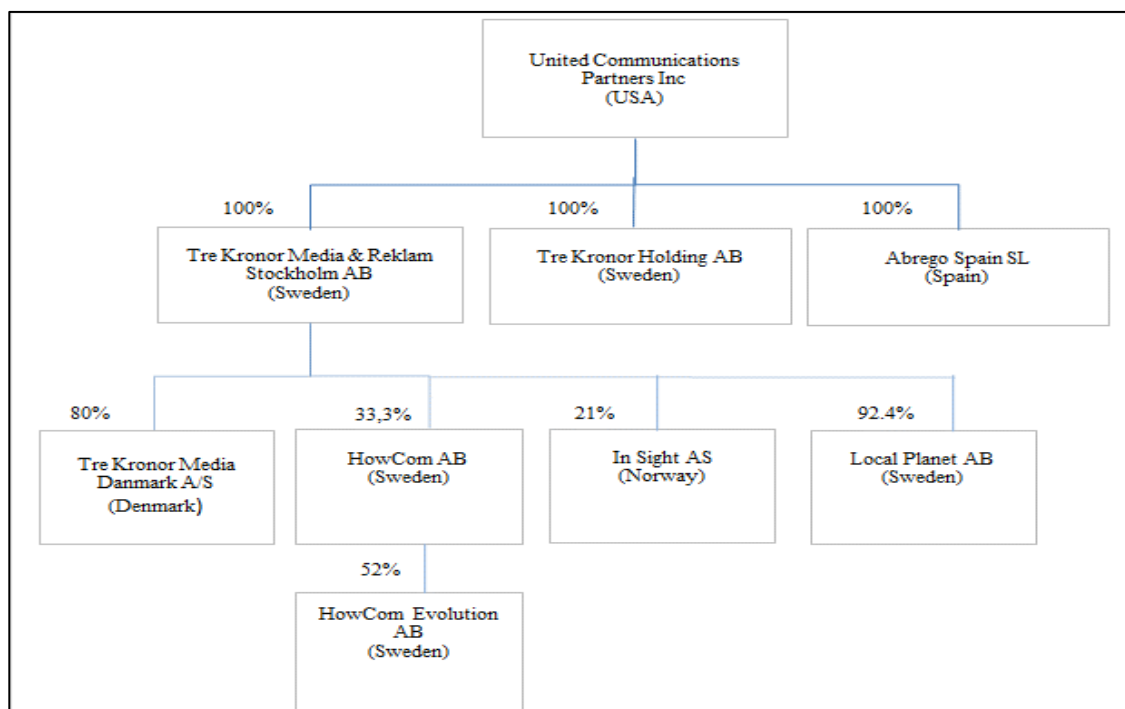 United Communications
Partners Inc
(USA)
100%
100%
100%
Tre Kronor Media & Reklam
Stockholm AB
(Sweden)
Tre Kronor Holding AB
(Sweden)
Abrego Spain SL
(Spain)
80%
33,3%
21%
92.4%
Tre Kronor Media
Danmark A/S
(Denmark)
HowCom AB
(Sweden)
In Sight AS
(Norway)
Local Planet AB
(Sweden)
52%
HowCom Evolution
AB
(Sweden)